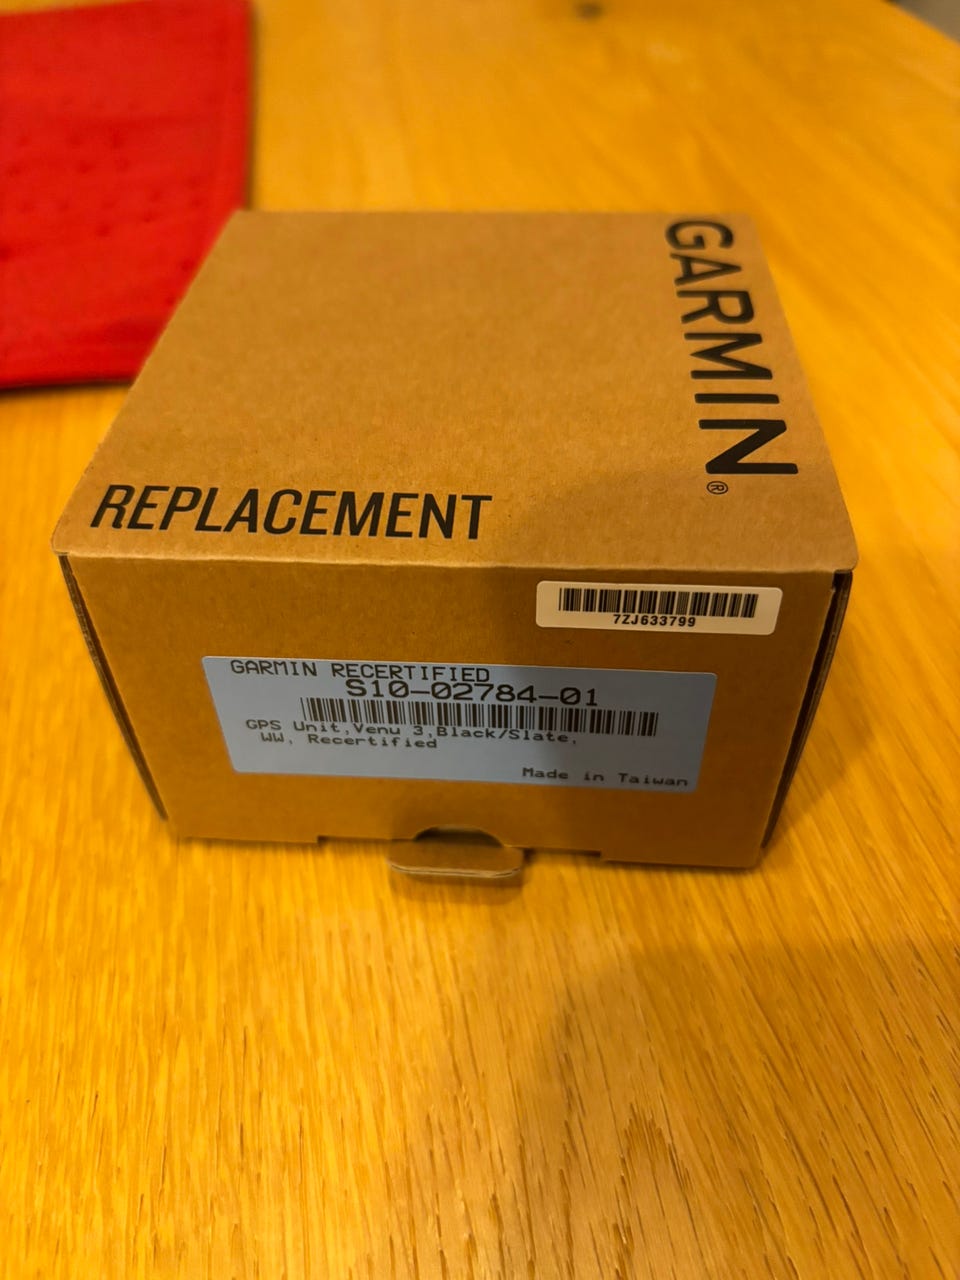 GARMIN®
REPLACEMENT
7ZJ633799
GARMIN RECERTIFIED
S10-02784-01
GPS Unit,Venu 3,Black/Slate,
WW, Recertified
Made in Taiwan